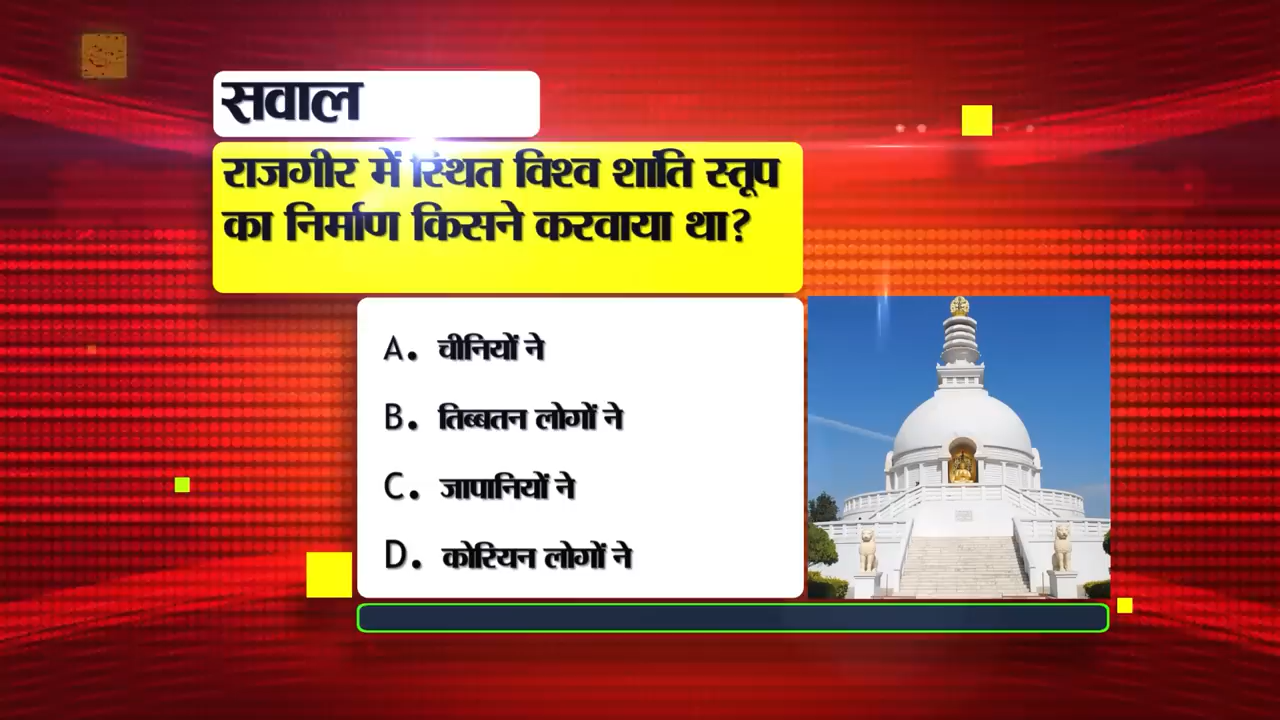 सवाल
राजगीर में स्थित विश्व शांति स्तूप
का निर्माण किसने करवाया था?
A. चीनियों ने
B. तिब्बतन लोगों ने
C. जापानियों ने
D. कोरियन लोगों ने